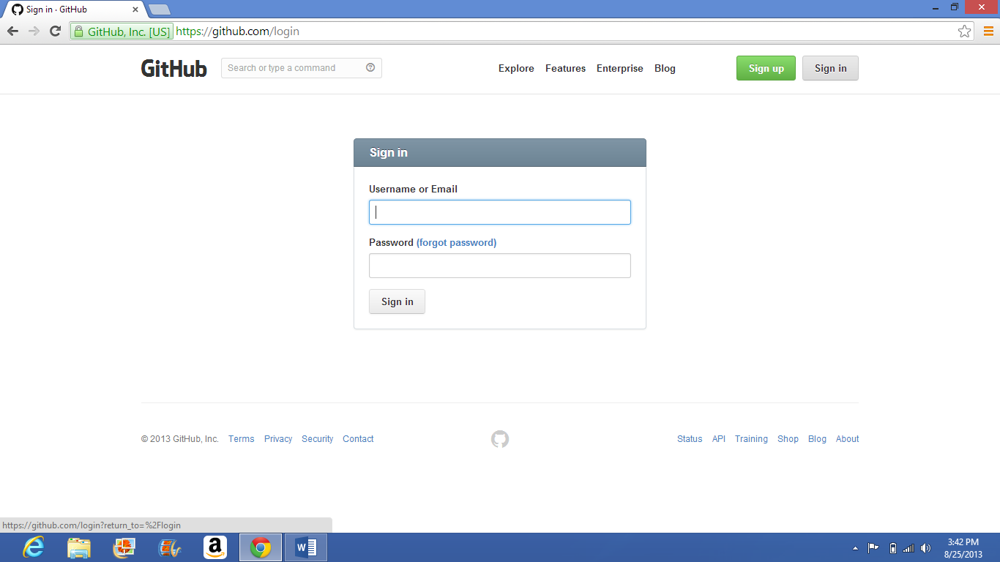 Sign in · GitHub
GitHub, Inc. [US] https://github.com/login
GitHub Search or type a command Explore Features Enterprise Blog Sign up Sign in
Sign in
Username or Email
Password (forgot password)
Sign in
© 2013 GitHub, Inc. Terms Privacy Security Contact Status API Training Shop Blog About
https://github.com/login?return_to=%2Flogin
3:42 PM
8/25/2013